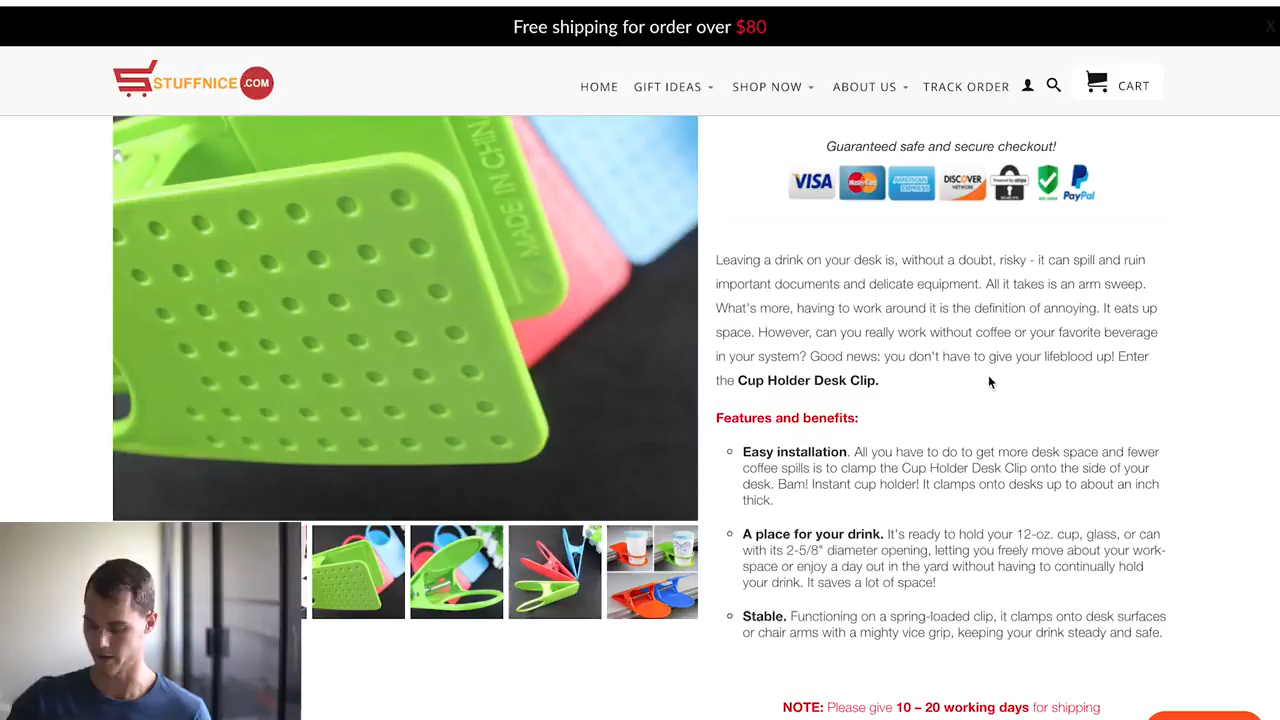 Free shipping for order over $80
X
STUFFNICE .COM
HOME GIFT IDEAS SHOP NOW ABOUT US TRACK ORDER CART
MADE IN CHINA
Guaranteed safe and secure checkout!
VISA MasterCard AMERICAN EXPRESS DISCOVER NETWORK Powered by stripe PayPal
Leaving a drink on your desk is, without a doubt, risky - it can spill and ruin
important documents and delicate equipment. All it takes is an arm sweep.
What's more, having to work around it is the definition of annoying. It eats up
space. However, can you really work without coffee or your favorite beverage
in your system? Good news: you don't have to give your lifeblood up! Enter
the Cup Holder Desk Clip.
Features and benefits:
Easy installation. All you have to do to get more desk space and fewer
coffee spills is to clamp the Cup Holder Desk Clip onto the side of your
desk. Bam! Instant cup holder! It clamps onto desks up to about an inch
thick.
A place for your drink. It's ready to hold your 12-oz. cup, glass, or can
with its 2-5/8" diameter opening, letting you freely move about your work-
space or enjoy a day out in the yard without having to continually hold
your drink. It saves a lot of space!
Stable. Functioning on a spring-loaded clip, it clamps onto desk surfaces
or chair arms with a mighty vice grip, keeping your drink steady and safe.
NOTE: Please give 10 – 20 working days for shipping